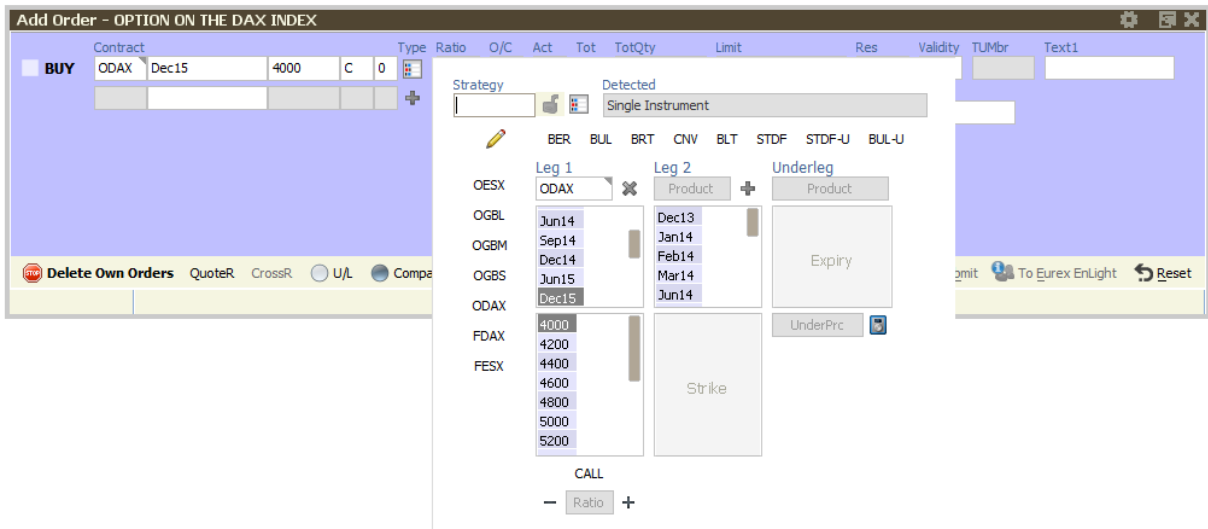 Add Order - OPTION ON THE DAX INDEX
Contract Type Ratio O/C Act Tot TotQty Limit Res Validity TUMbr Text1
BUY ODAX Dec15 4000 C 0
Strategy Detected
Single Instrument
BER BUL BRT CNV BLT STDF STDF-U BUL-U
Leg 1 Leg 2 Underleg
OESX ODAX Product Product
OGBL Jun14 Dec13
OGBM Sep14 Jan14
Dec14 Feb14 Expiry
OGBS Jun15 Mar14
ODAX Dec15 Jun14
STOP Delete Own Orders QuoteR CrossR U/L Compa omit To Eurex EnLight Reset
4000 UnderPrc
FDAX 4200
FESX 4400
4600 Strike
4800
5000
5200
CALL
Ratio